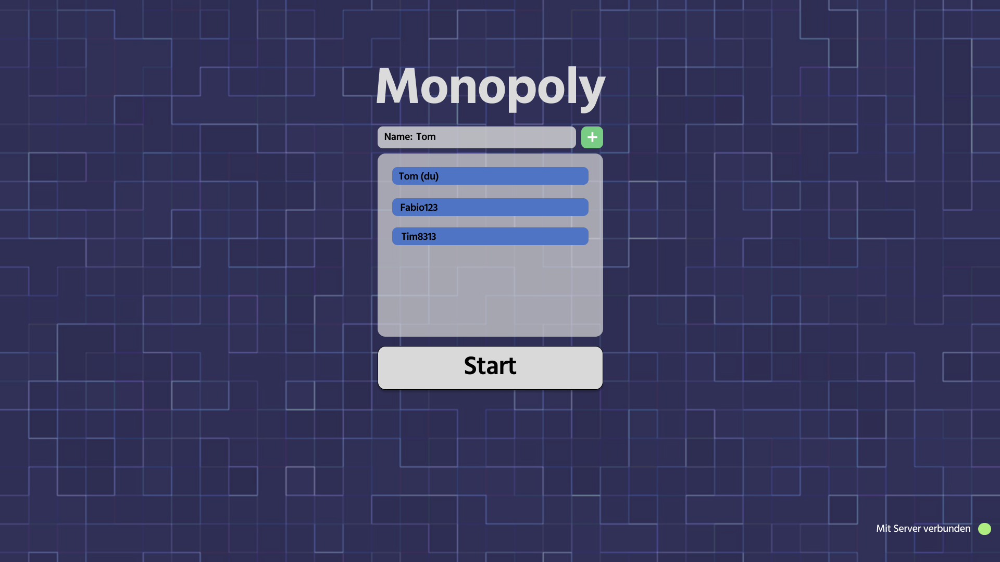 Monopoly
Name: Tom
+
Tom (du)
Fabio123
Tim8313
Start
Mit Server verbunden